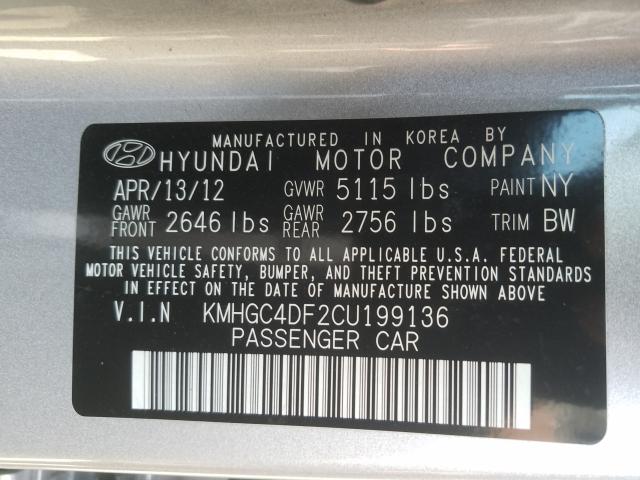 MANUFACTURED IN KOREA BY
HYUNDAI MOTOR COMPANY
APR/13/12 GVWR 5115 lbs PAINT NY
GAWR FRONT 2646 lbs GAWR REAR 2756 lbs TRIM BW
THIS VEHICLE CONFORMS TO ALL APPLICABLE U.S.A. FEDERAL
MOTOR VEHICLE SAFETY, BUMPER, AND THEFT PREVENTION STANDARDS
IN EFFECT ON THE DATE OF MANUFACTURE SHOWN ABOVE
V.I.N KMHGC4DF2CU199136
PASSENGER CAR